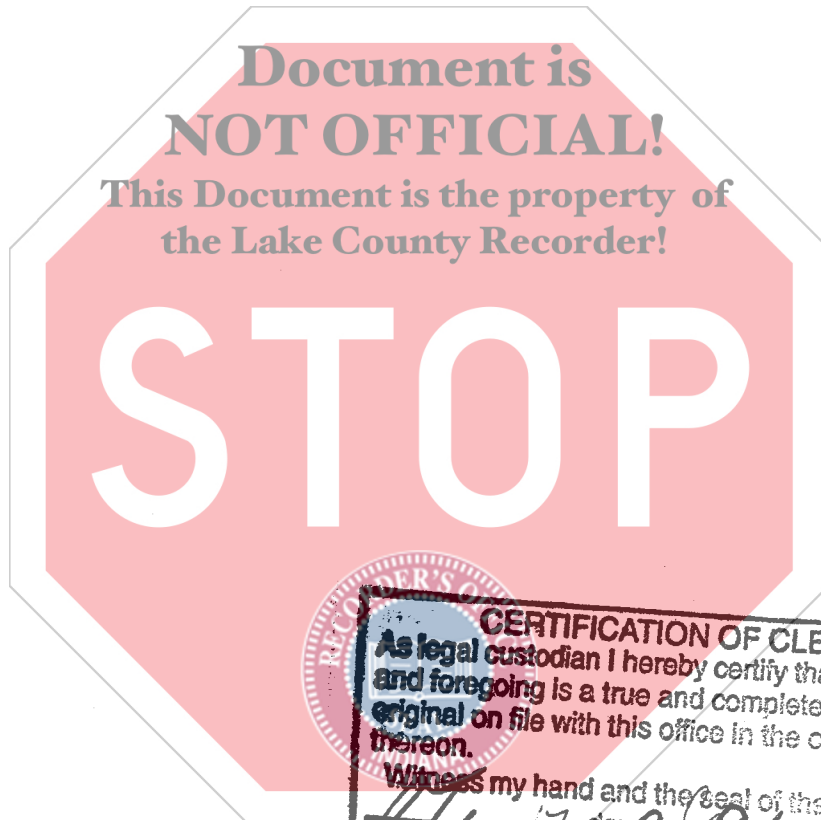 Document is
NOT OFFICIAL!
This Document is the property of
the Lake County Recorder!
STOP
RECORDER'S
INDIANA
CERTIFICATION OF CLE
As legal custodian I hereby certify tha
and foregoing is a true and complete
original on file with this office in the c
thereon.
Witness my hand and the seal of the